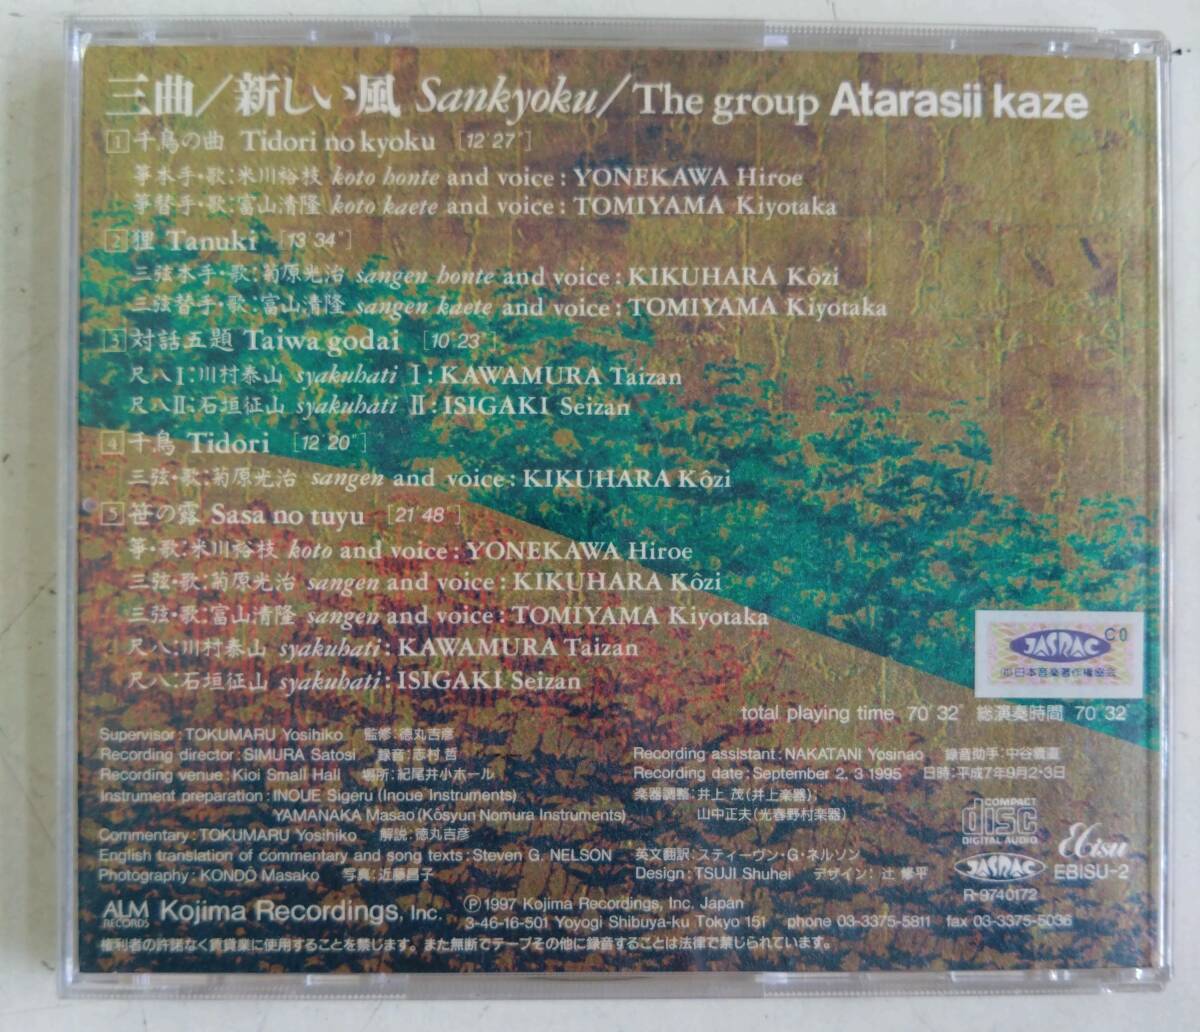 三曲/新しい風 Sankyoku/The group Atarasii kaze
1 千鳥の曲 Tidori no kyoku [12'27"]
箏本手・歌:米川裕枝 koto honte and voice: YONEKAWA Hiroe
箏替手・歌:富山清隆 koto kaete and voice: TOMIYAMA Kiyotaka
2 狸 Tanuki [13'34"]
三弦本手・歌:菊原光治 sangen honte and voice: KIKUHARA Kôzi
三弦替手・歌:富山清隆 sangen kaete and voice: TOMIYAMA Kiyotaka
3 対話五題 Taiwa godai [10'23"]
尺八I:川村泰山 syakuhati I: KAWAMURA Taizan
尺八II:石垣征山 syakuhati II: ISIGAKI Seizan
4 千鳥 Tidori [12'20"]
三弦・歌:菊原光治 sangen and voice: KIKUHARA Kôzi
5 笹の露 Sasa no tuyu [21'48"]
箏・歌:米川裕枝 koto and voice: YONEKAWA Hiroe
三弦・歌:菊原光治 sangen and voice: KIKUHARA Kôzi
三弦・歌:富山清隆 sangen and voice: TOMIYAMA Kiyotaka
尺八:川村泰山 syakuhati: KAWAMURA Taizan
尺八:石垣征山 syakuhati: ISIGAKI Seizan
JASRAC C0
日本音楽著作権協会
total playing time 70'32" 総演奏時間 70'32"
Supervisor: TOKUMARU Yosihiko 監修:徳丸吉彦
Recording director: SIMURA Satosi 録音:志村 哲
Recording venue: Kioi Small Hall 場所:紀尾井小ホール
Instrument preparation: INOUE Sigeru (Inoue Instruments)
YAMANAKA Masao (Kôsyun Nomura Instruments)
Commentary: TOKUMARU Yosihiko 解説:徳丸吉彦
English translation of commentary and song texts: Steven G. NELSON 英文翻訳:スティーヴン・G・ネルソン
Photography: KONDÔ Masako 写真:近藤昌子
Recording assistant: NAKATANI Yosinao 録音助手:中谷義直
Recording date: September 2, 3 1995 日時:平成7年9月2・3日
楽器調整:井上 茂(井上楽器)
山中正夫(光春野村楽器)
Design: TSUJI Shuhei デザイン:辻 修平
COMPACT disc DIGITAL AUDIO
Ebisu
EBISU-2
JASRAC
R-9740172
ALM RECORDS Kojima Recordings, Inc.
Ⓟ1997 Kojima Recordings, Inc. Japan
3-46-16-501 Yoyogi Shibuya-ku Tokyo 151 phone 03-3375-5811 fax 03-3375-5036
権利者の許諾なく賃貸業に使用することを禁じます。また無断でテープその他に録音することは法律で禁じられています。